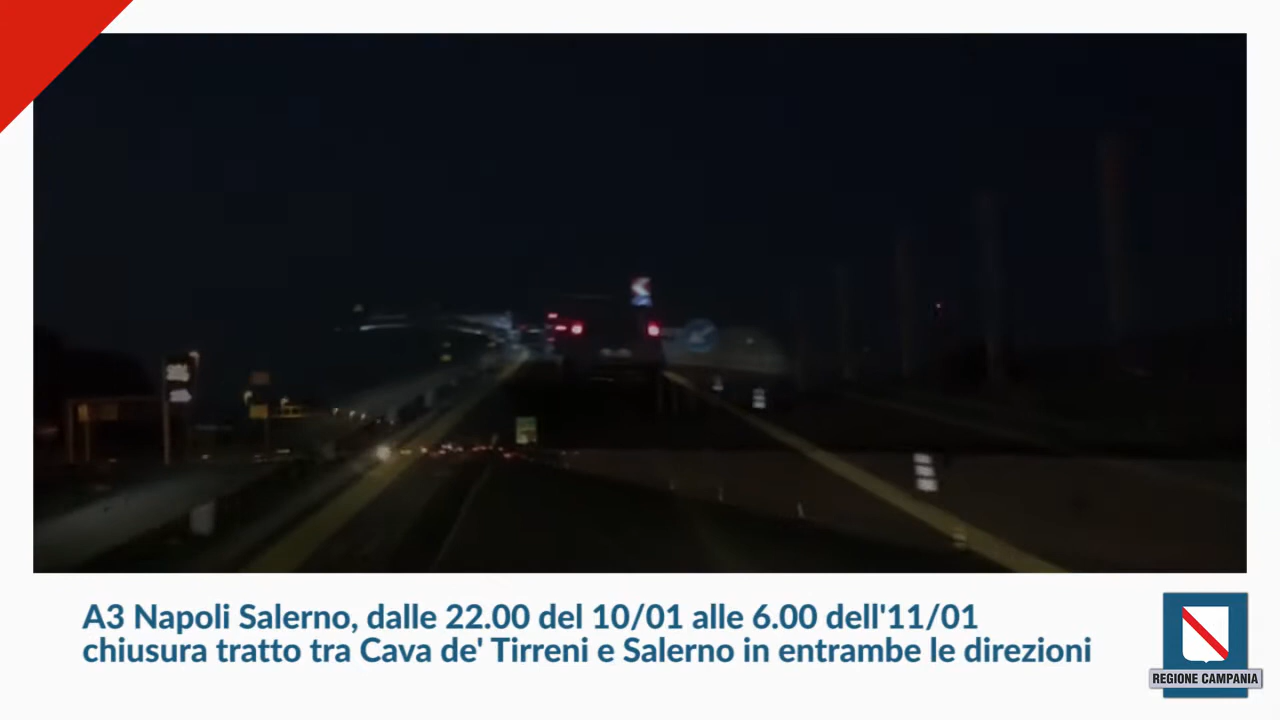 A3 Napoli Salerno, dalle 22.00 del 10/01 alle 6.00 dell'11/01
chiusura tratto tra Cava de' Tirreni e Salerno in entrambe le direzioni
REGIONE CAMPANIA